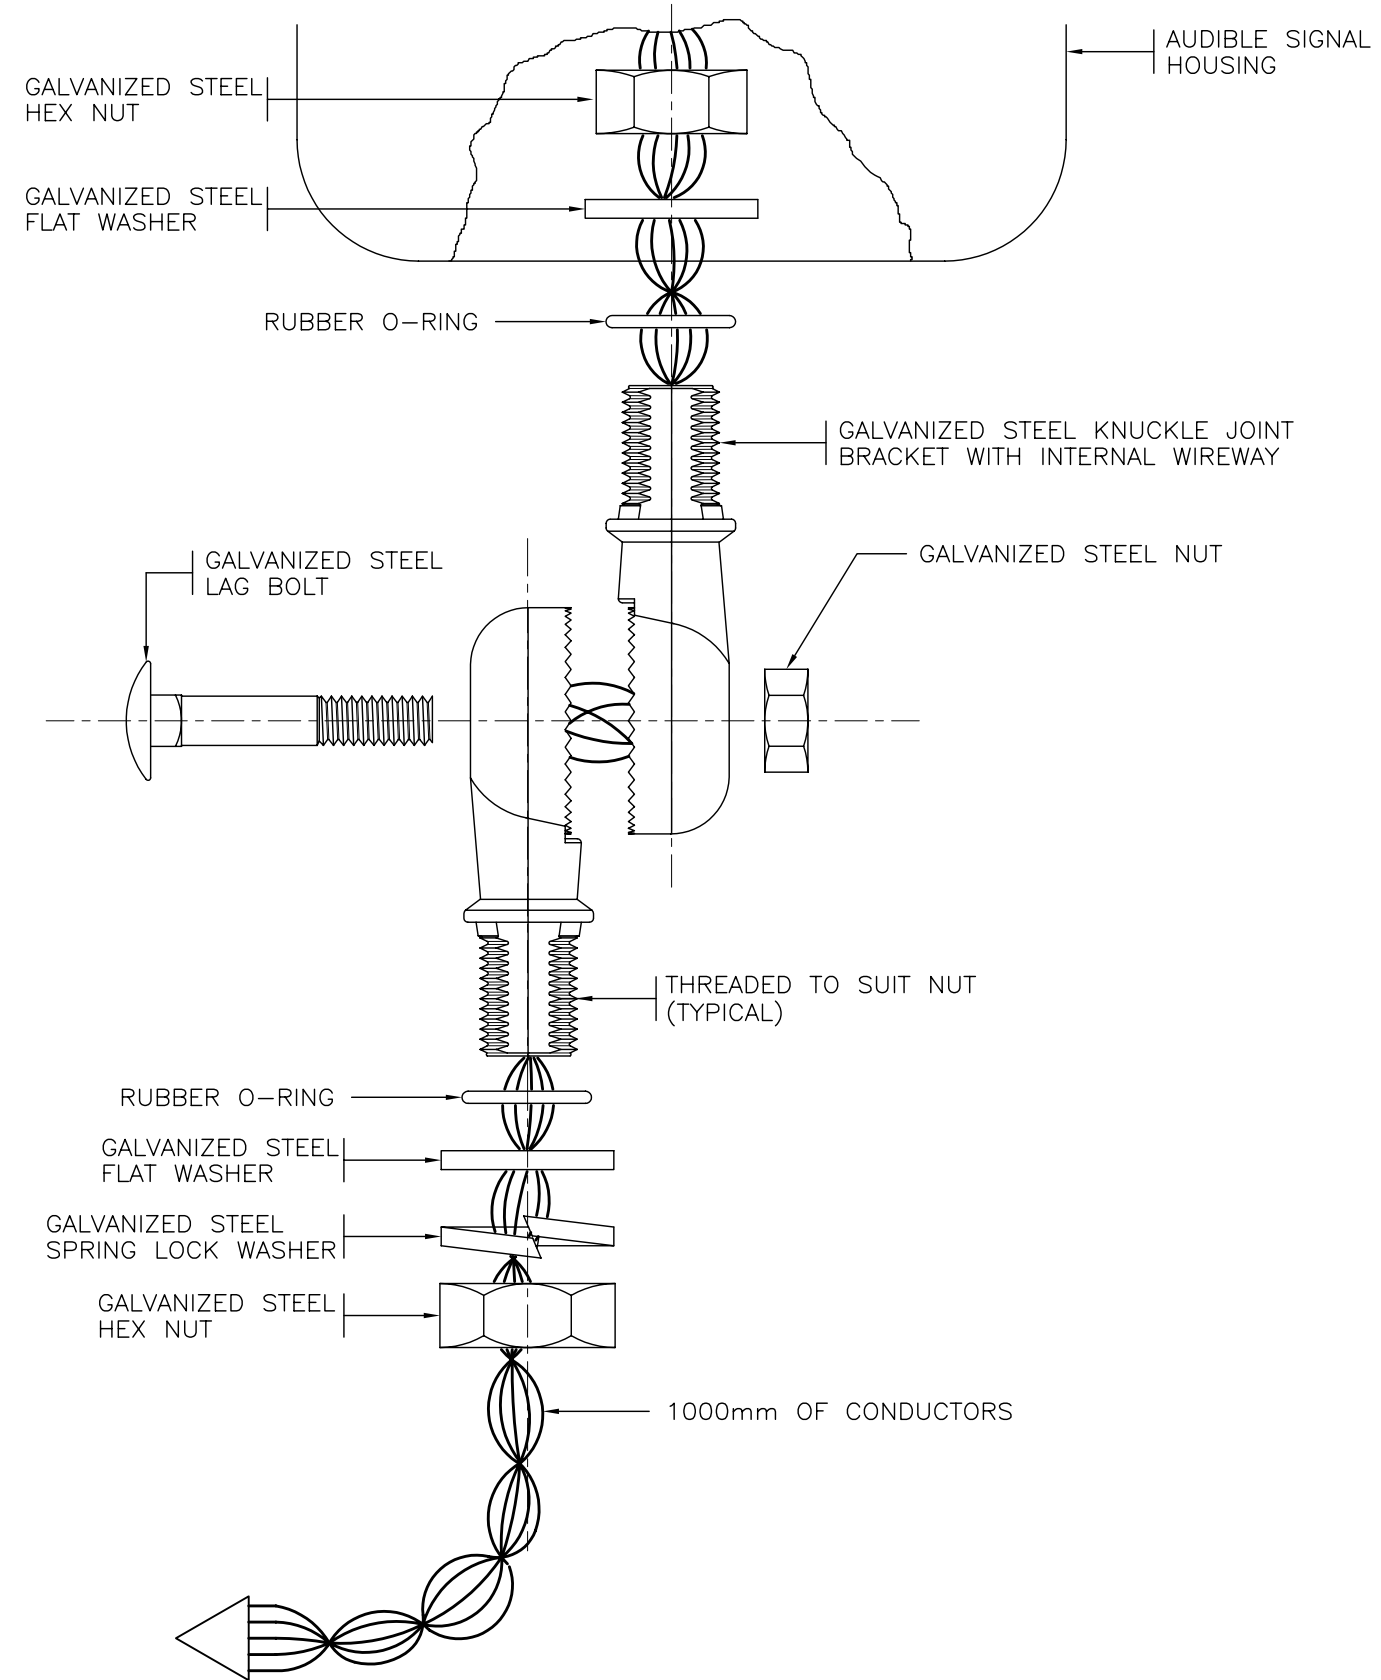 AUDIBLE SIGNAL
HOUSING
GALVANIZED STEEL
HEX NUT
GALVANIZED STEEL
FLAT WASHER
RUBBER O-RING
GALVANIZED STEEL KNUCKLE JOINT
BRACKET WITH INTERNAL WIREWAY
GALVANIZED STEEL NUT
GALVANIZED STEEL
LAG BOLT
THREADED TO SUIT NUT
(TYPICAL)
RUBBER O-RING
GALVANIZED STEEL
FLAT WASHER
GALVANIZED STEEL
SPRING LOCK WASHER
GALVANIZED STEEL
HEX NUT
1000mm OF CONDUCTORS